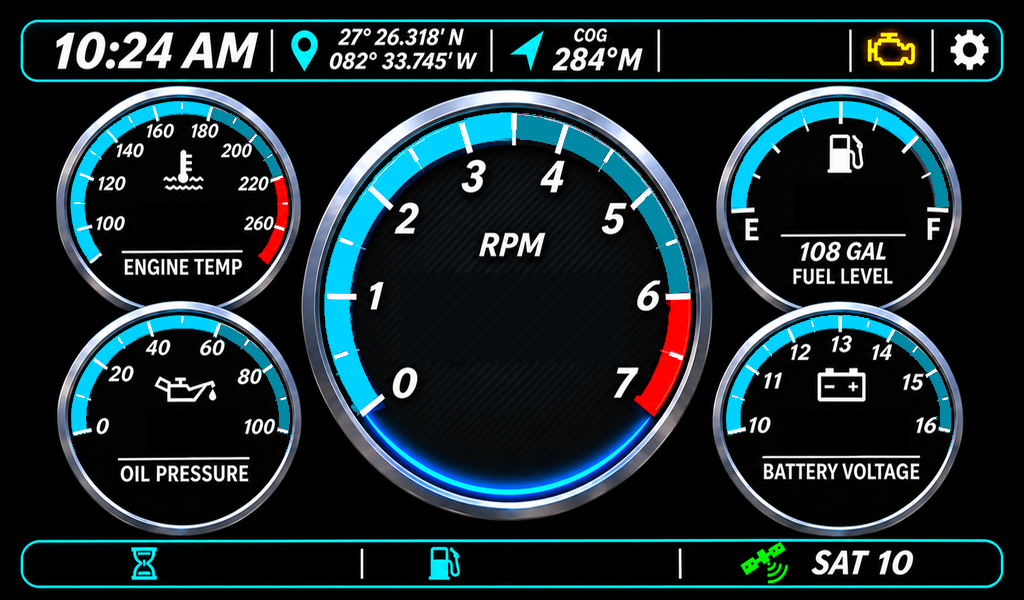 10:24 AM
27° 26.318' N
082° 33.745' W
COG
284°M
100
120
140
160
180
200
220
260
ENGINE TEMP
0
1
2
3
4
5
6
7
RPM
E
F
108 GAL
FUEL LEVEL
0
20
40
60
80
100
OIL PRESSURE
10
11
12
13
14
15
16
BATTERY VOLTAGE
SAT 10